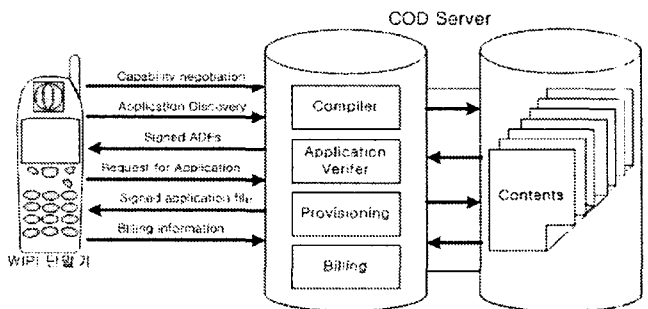 COD Server
Capability negotiation
Application Discovery
Signed ADFs
Request for Application
Signed application file
Billing information
WIPI 단말기
Compiler
Application
Verifer
Provisioning
Billing
Contents